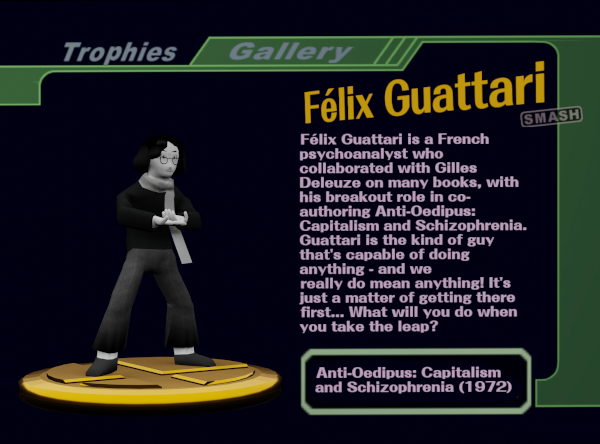 Trophies
Gallery
Félix Guattari
SMASH
Félix Guattari is a French
psychoanalyst who
collaborated with Gilles
Deleuze on many books, with
his breakout role in co-
authoring Anti-Oedipus:
Capitalism and Schizophrenia.
Guattari is the kind of guy
that's capable of doing
anything - and we
really do mean anything! It's
just a matter of getting there
first... What will you do when
you take the leap?
Anti-Oedipus: Capitalism
and Schizophrenia (1972)